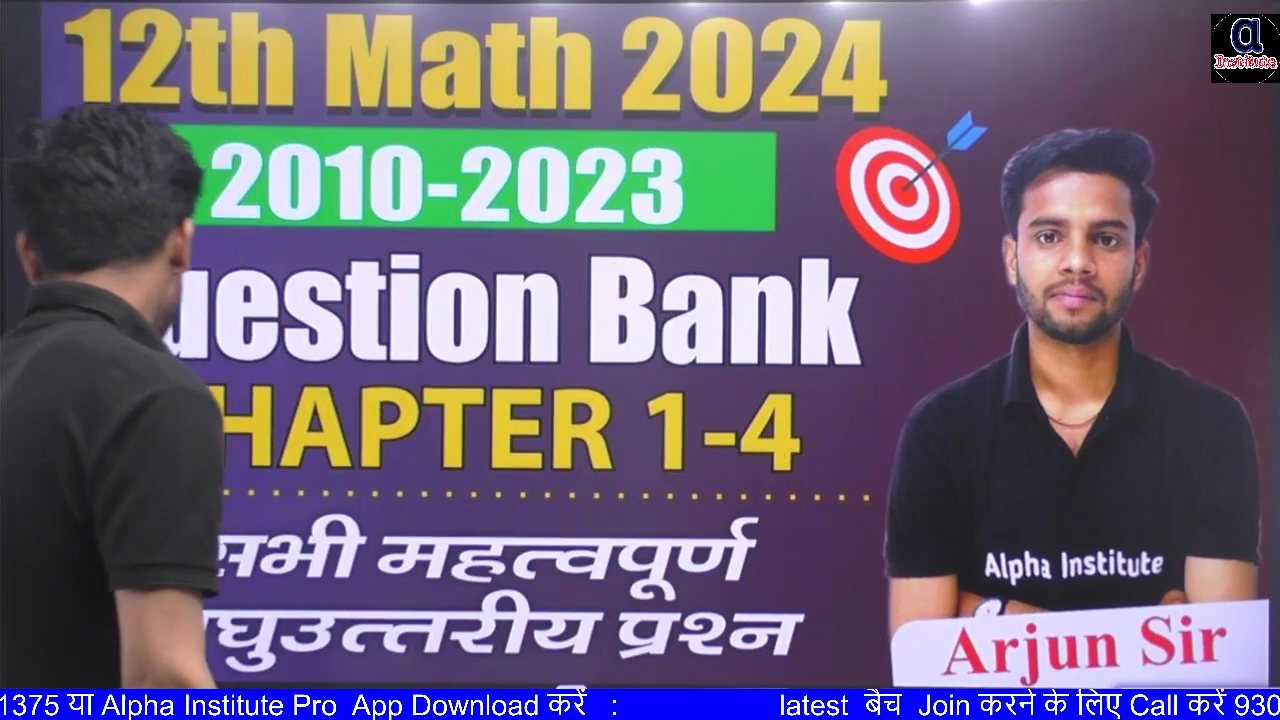 12th Math 2024
2010-2023
uestion Bank
HAPTER 1-4
सभी महत्वपूर्ण
घुउत्तरीय प्रश्न
α
Institute
Alpha Institute
Arjun Sir
1375 या Alpha Institute Pro App Download करें : latest बैच Join करने के लिए Call करें 930